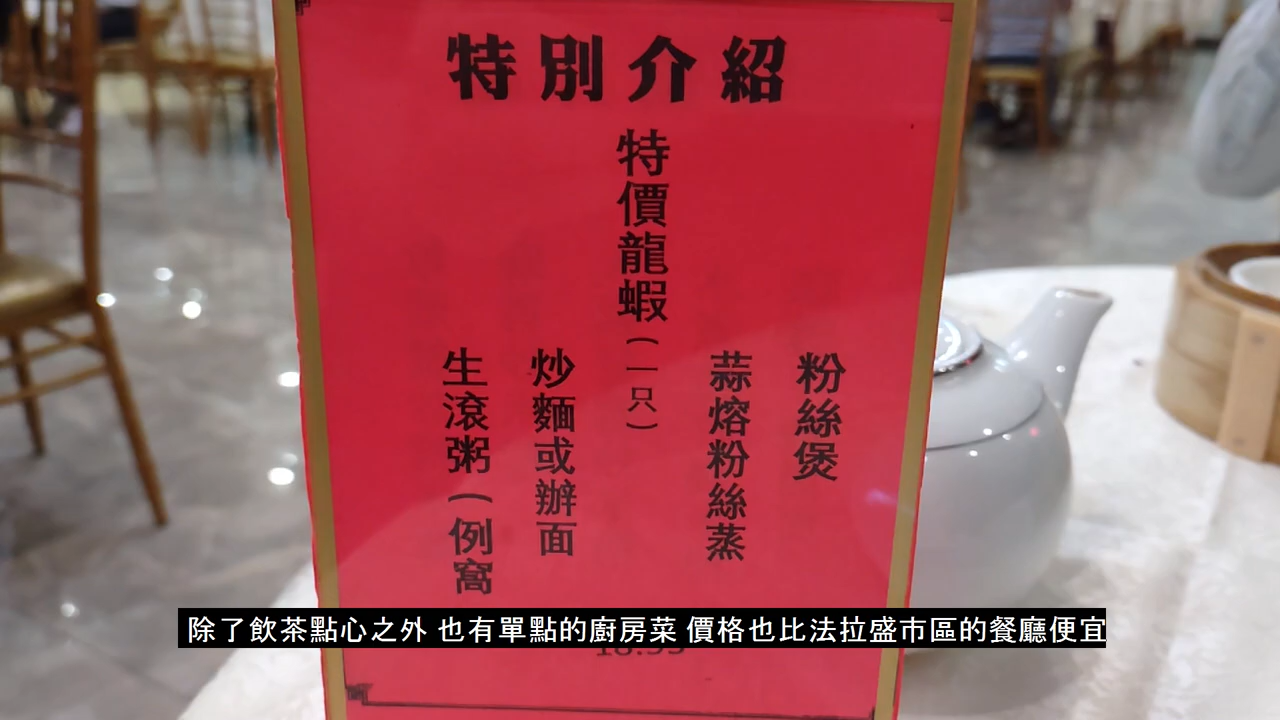 特別介紹
特價龍蝦（一只）
粉絲煲
蒜熔粉絲蒸
炒麵或辦面
生滾粥（例窩
除了飲茶點心之外 也有單點的廚房菜 價格也比法拉盛市區的餐廳便宜